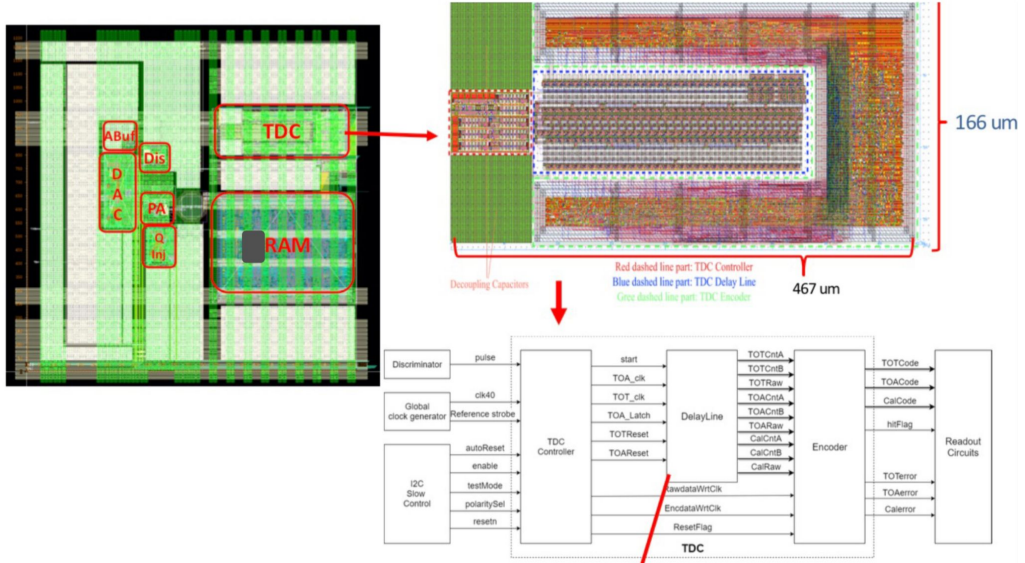 ABuf
Dis
D
A
C
PA
Q
Inj
TDC
RAM
166 um
467 um
Decoupling Capacitors
Red dashed line part: TDC Controller
Blue dashed line part: TDC Delay Line
Gree dashed line part: TDC Encoder
Discriminator
pulse
Global
clock generator
clk40
Reference strobe
I2C
Slow
Control
autoReset
enable
testMode
polaritySel
resetn
TDC
Controller
start
TOA_clk
TOT_clk
TOA_Latch
TOTReset
TOAReset
DelayLine
TOTCntA
TOTCntB
TOTRaw
TOACntA
TOACntB
TOARaw
CalCntA
CalCntB
CalRaw
RawdataWrtClk
EncdataWrtClk
ResetFlag
TDC
Encoder
TOTCode
TOACode
CalCode
hitFlag
TOTerror
TOAerror
Calerror
Readout
Circuits